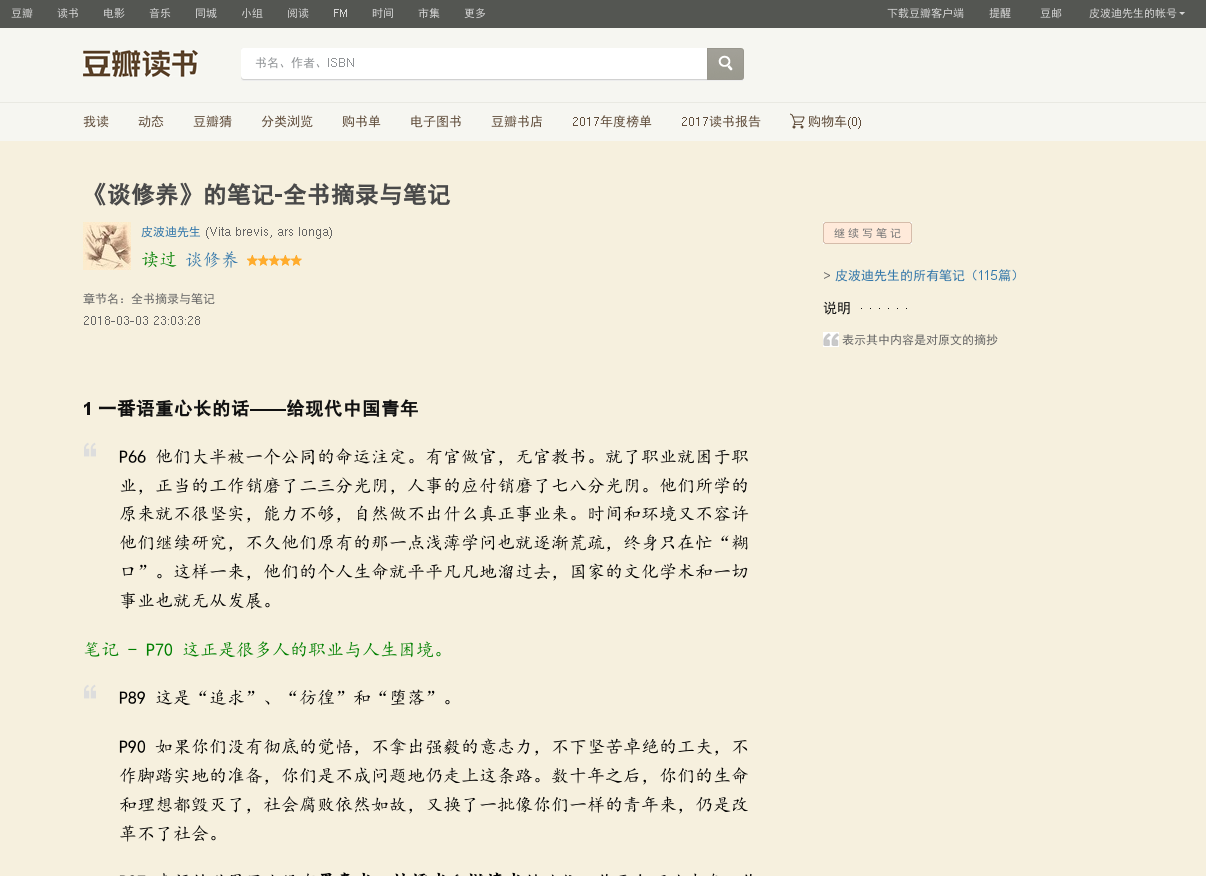 豆瓣 读书 电影 音乐 同城 小组 阅读 FM 时间 市集 更多 下载豆瓣客户端 提醒 豆邮 皮波迪先生的帐号
豆瓣读书 书名、作者、ISBN
我读 动态 豆瓣猜 分类浏览 购书单 电子图书 豆瓣书店 2017年度榜单 2017读书报告 购物车(0)
《谈修养》的笔记-全书摘录与笔记
皮波迪先生 (Vita brevis, ars longa)
读过 谈修养
章节名：全书摘录与笔记
2018-03-03 23:03:28
继续写笔记
> 皮波迪先生的所有笔记（115篇）
说明 · · · · · ·
表示其中内容是对原文的摘抄
1 一番语重心长的话——给现代中国青年
P66 他们大半被一个公同的命运注定。有官做官，无官教书。就了职业就困于职
业，正当的工作销磨了二三分光阴，人事的应付销磨了七八分光阴。他们所学的
原来就不很坚实，能力不够，自然做不出什么真正事业来。时间和环境又不容许
他们继续研究，不久他们原有的那一点浅薄学问也就逐渐荒疏，终身只在忙“糊
口”。这样一来，他们的个人生命就平平凡凡地溜过去，国家的文化学术和一切
事业也就无从发展。
笔记 - P70 这正是很多人的职业与人生困境。
P89 这是“追求”、“彷徨”和“堕落”。
P90 如果你们没有彻底的觉悟，不拿出强毅的意志力，不下坚苦卓绝的工夫，不
作脚踏实地的准备，你们是不成问题地仍走上这条路。数十年之后，你们的生命
和理想都毁灭了，社会腐败依然如故，又换了一批像你们一样的青年来，仍是改
革不了社会。